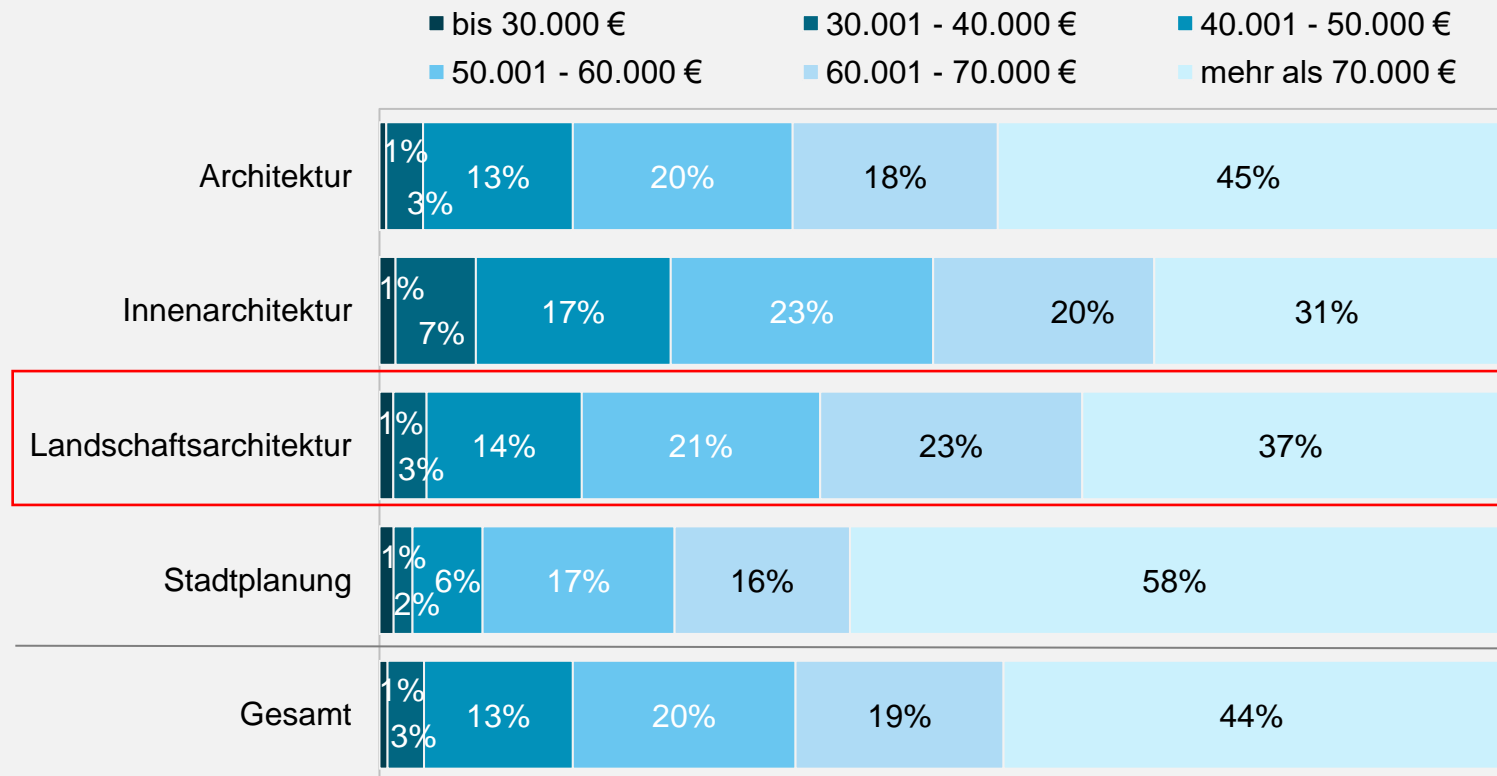 bis 30.000 € 30.001 - 40.000 € 40.001 - 50.000 €
50.001 - 60.000 € 60.001 - 70.000 € mehr als 70.000 €
Architektur 1% 3% 13% 20% 18% 45%
Innenarchitektur 1% 7% 17% 23% 20% 31%
Landschaftsarchitektur 1% 3% 14% 21% 23% 37%
Stadtplanung 1% 2% 6% 17% 16% 58%
Gesamt 1% 3% 13% 20% 19% 44%